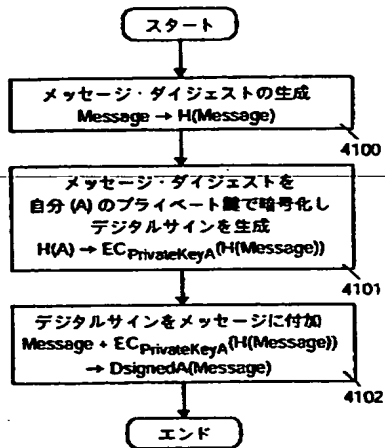 スタート
メッセージ・ダイジェストの生成
Message → H(Message)
4100
メッセージ・ダイジェストを
自分(A)のプライベート鍵で暗号化し
デジタルサインを生成
H(A) → EC_PrivateKeyA(H(Message))
4101
デジタルサインをメッセージに付加
Message + EC_PrivateKeyA(H(Message))
→ DsignedA(Message)
4102
エンド